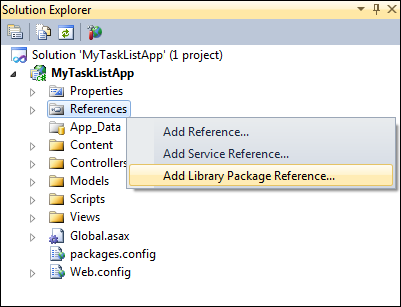 Solution Explorer
Solution 'MyTaskListApp' (1 project)
MyTaskListApp
Properties
References
App_Data
Content
Controllers
Models
Scripts
Views
Global.asax
packages.config
Web.config
Add Reference...
Add Service Reference...
Add Library Package Reference...